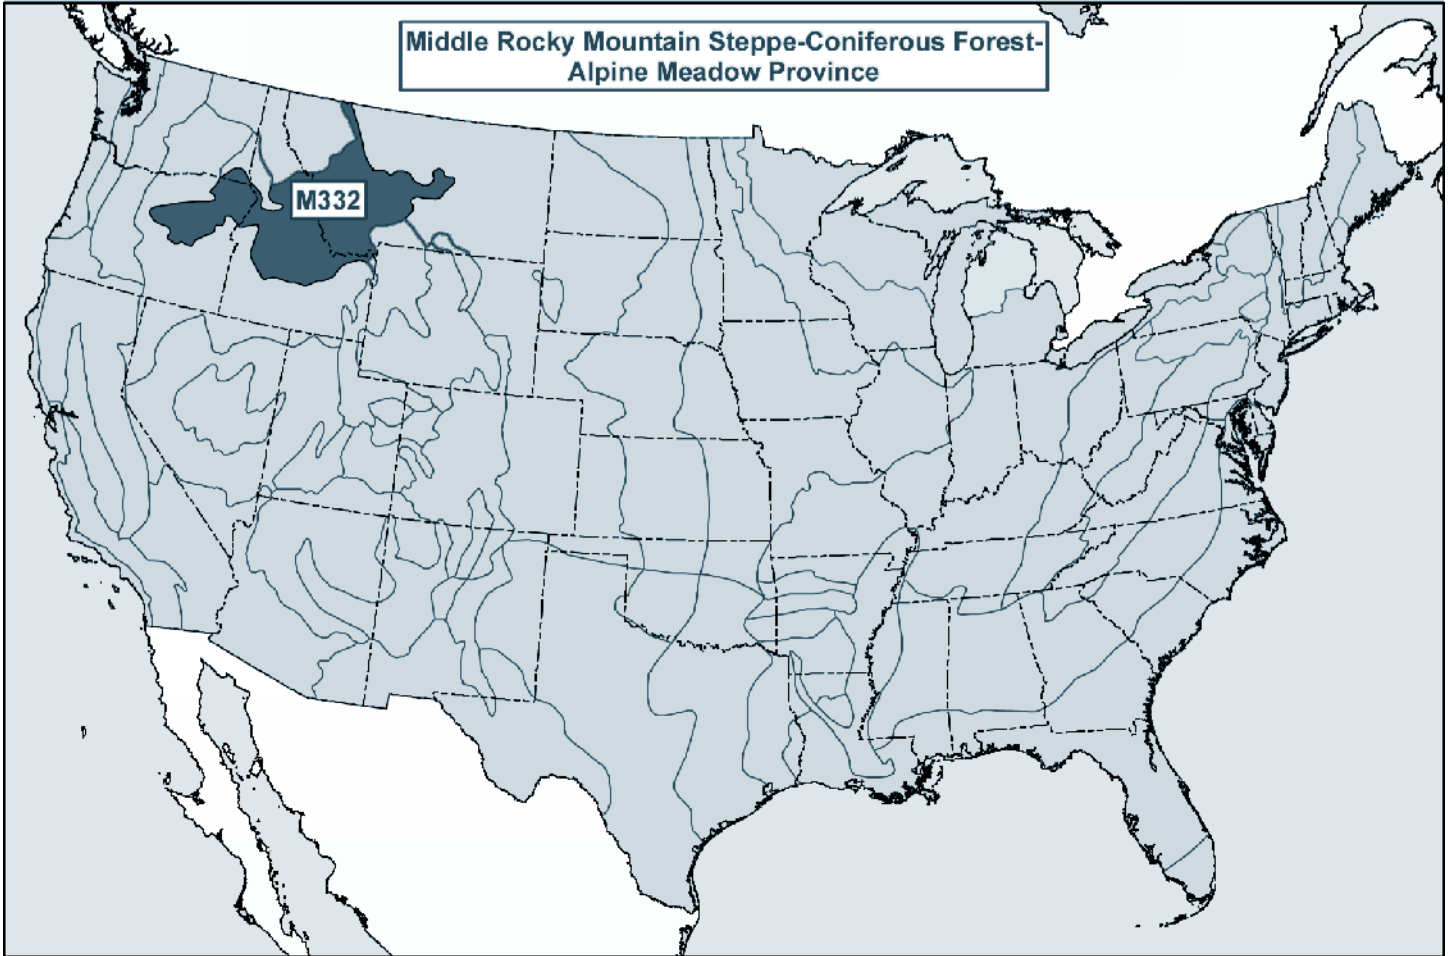 Middle Rocky Mountain Steppe-Coniferous Forest-
Alpine Meadow Province
M332